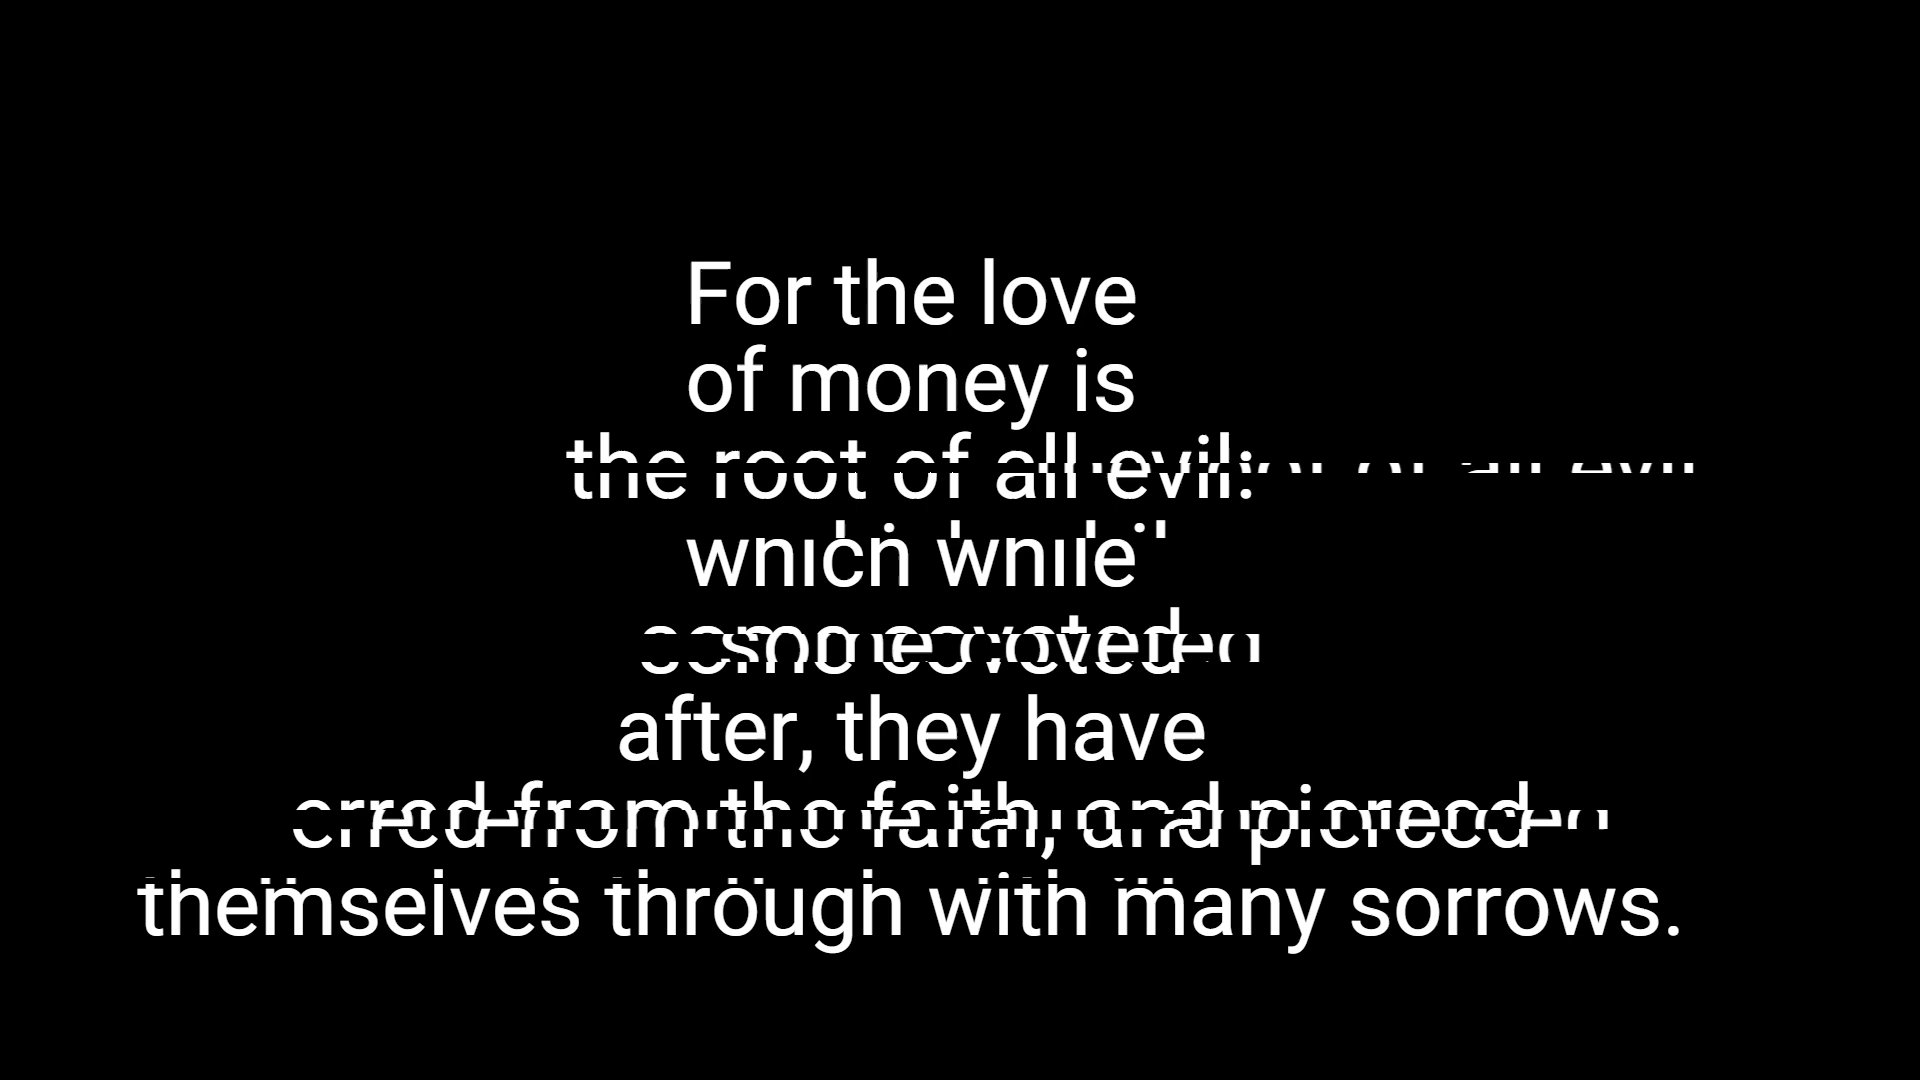 For the love
of money is
the root of all evil:
which while
some coveted
after, they have
erred from the faith, and pierced
themselves through with many sorrows.